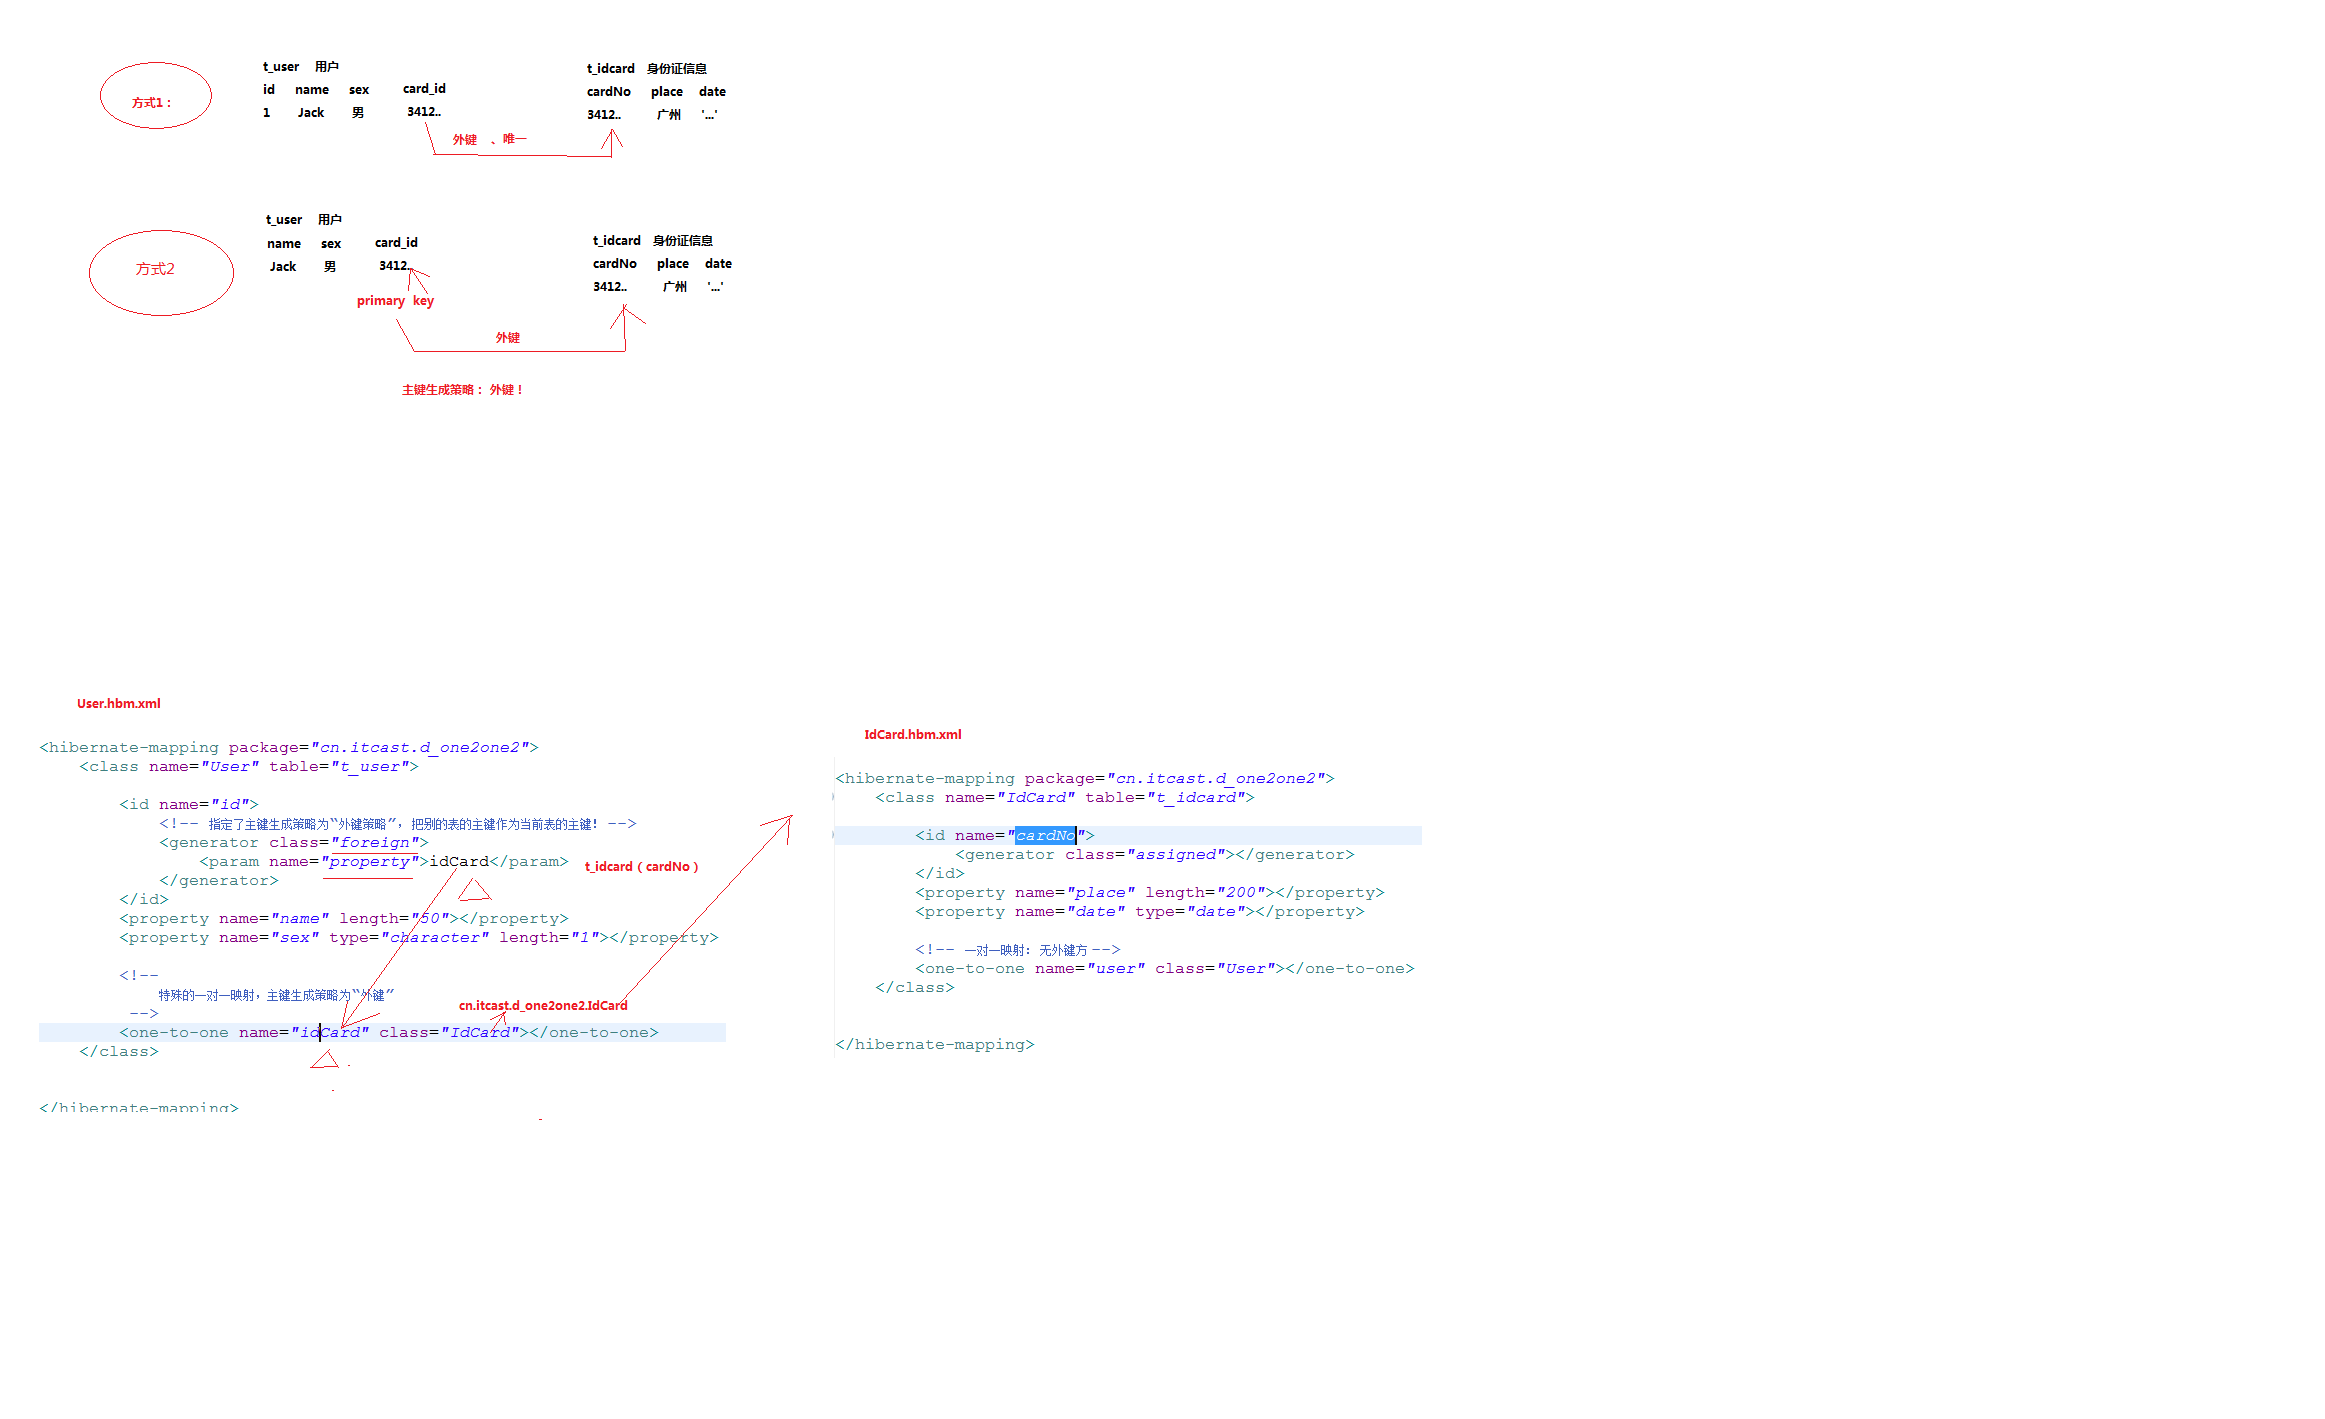 方式1：
t_user 用户
id name sex card_id
1 Jack 男 3412..
外键 、唯一
t_idcard 身份证信息
cardNo place date
3412.. 广州 '...'
方式2
t_user 用户
name sex card_id
Jack 男 3412..
primary key
t_idcard 身份证信息
cardNo place date
3412.. 广州 '...'
外键
主键生成策略： 外键！
User.hbm.xml
<hibernate-mapping package="cn.itcast.d_one2one2">
<class name="User" table="t_user">
<id name="id">
<!-- 指定了主键生成策略为“外键策略”，把别的表的主键作为当前表的主键! -->
<generator class="foreign">
<param name="property">idCard</param>
t_idcard（cardNo）
</generator>
</id>
<property name="name" length="50"></property>
<property name="sex" type="character" length="1"></property>
<!--
特殊的一对一映射，主键生成策略为“外键”
-->
cn.itcast.d_one2one2.IdCard
<one-to-one name="idCard" class="IdCard"></one-to-one>
</class>
</hibernate-mapping>
IdCard.hbm.xml
<hibernate-mapping package="cn.itcast.d_one2one2">
<class name="IdCard" table="t_idcard">
<id name="cardNo">
<generator class="assigned"></generator>
</id>
<property name="place" length="200"></property>
<property name="date" type="date"></property>
<!-- 一对一映射: 无外键方 -->
<one-to-one name="user" class="User"></one-to-one>
</class>
</hibernate-mapping>